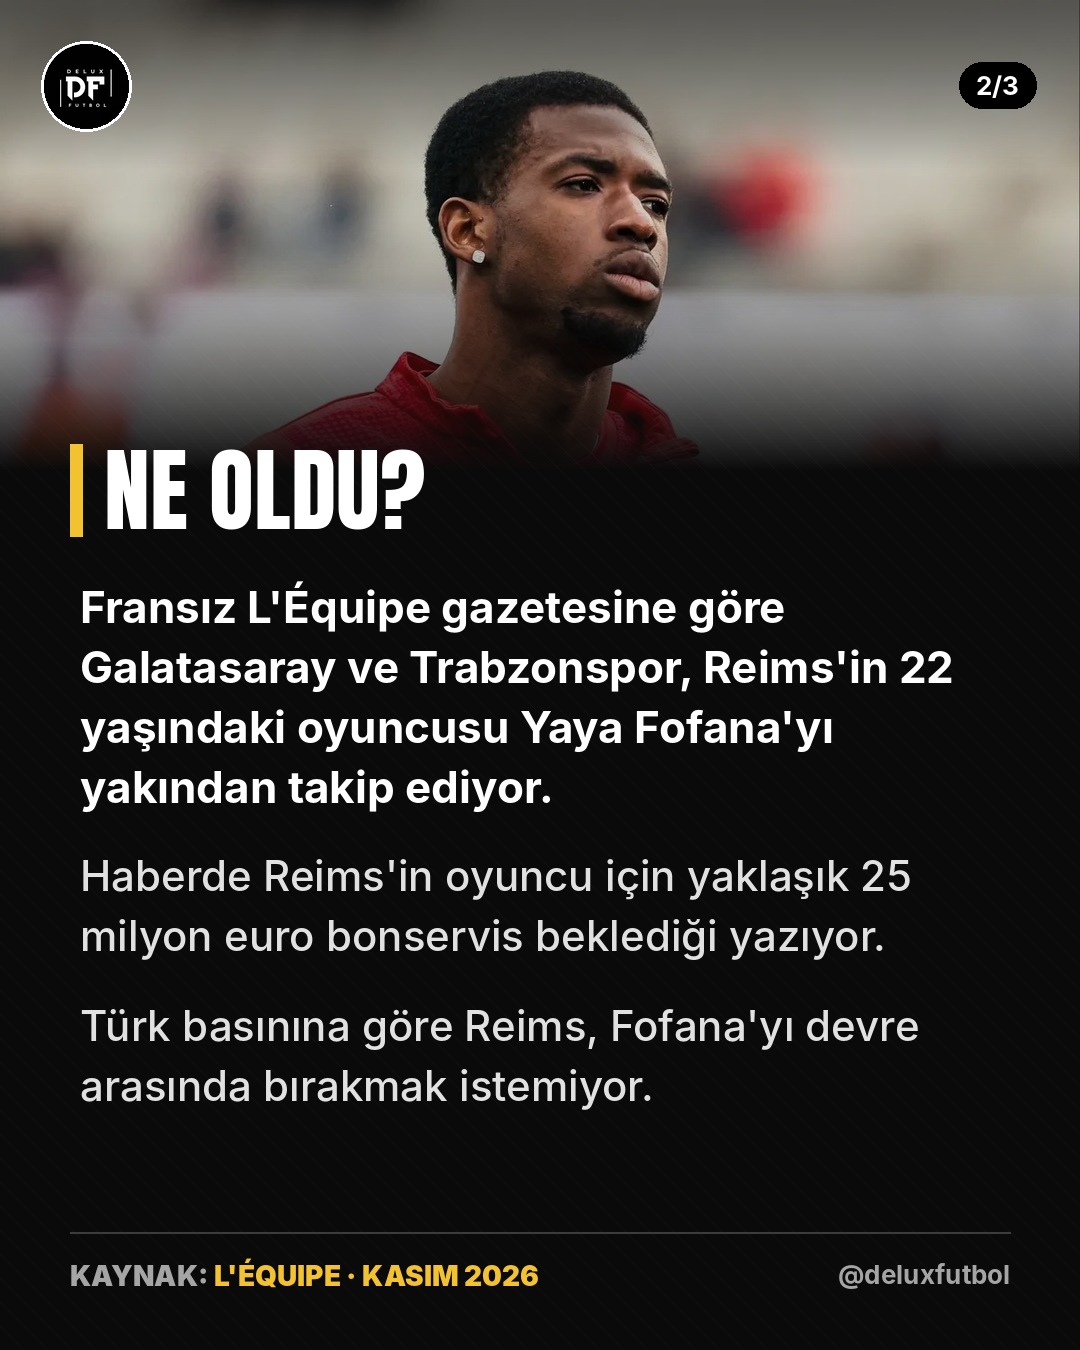 DELUX
DF
FUTBOL
2/3
NE OLDU?
Fransız L'Équipe gazetesine göre
Galatasaray ve Trabzonspor, Reims'in 22
yaşındaki oyuncusu Yaya Fofana'yı
yakından takip ediyor.
Haberde Reims'in oyuncu için yaklaşık 25
milyon euro bonservis beklediği yazıyor.
Türk basınına göre Reims, Fofana'yı devre
arasında bırakmak istemiyor.
KAYNAK: L'ÉQUIPE · KASIM 2026
@deluxfutbol